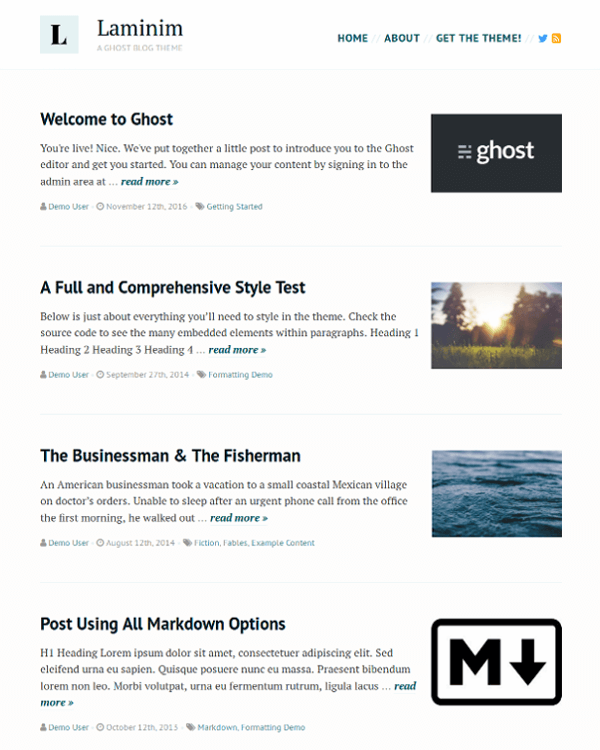 L
Laminim
A GHOST BLOG THEME
HOME // ABOUT // GET THE THEME! //
Welcome to Ghost
You're live! Nice. We've put together a little post to introduce you to the Ghost
editor and get you started. You can manage your content by signing in to the
admin area at … read more »
Demo User · November 12th, 2016 · Getting Started
ghost
A Full and Comprehensive Style Test
Below is just about everything you'll need to style in the theme. Check the
source code to see the many embedded elements within paragraphs. Heading 1
Heading 2 Heading 3 Heading 4 … read more »
Demo User · September 27th, 2014 · Formatting Demo
The Businessman & The Fisherman
An American businessman took a vacation to a small coastal Mexican village
on doctor's orders. Unable to sleep after an urgent phone call from the office
the first morning, he walked out … read more »
Demo User · August 12th, 2014 · Fiction, Fables, Example Content
Post Using All Markdown Options
H1 Heading Lorem ipsum dolor sit amet, consectetuer adipiscing elit. Sed
eleifend urna eu sapien. Quisque posuere nunc eu massa. Praesent bibendum
lorem non leo. Morbi volutpat, urna eu fermentum rutrum, ligula lacus … read
more »
Demo User · October 12th, 2013 · Markdown, Formatting Demo
M